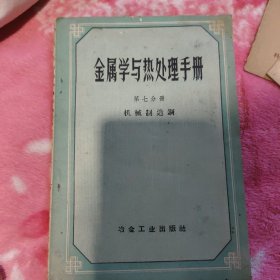 金属学与热处理手册
第七分册
机械制造钢
冶金工业出版社